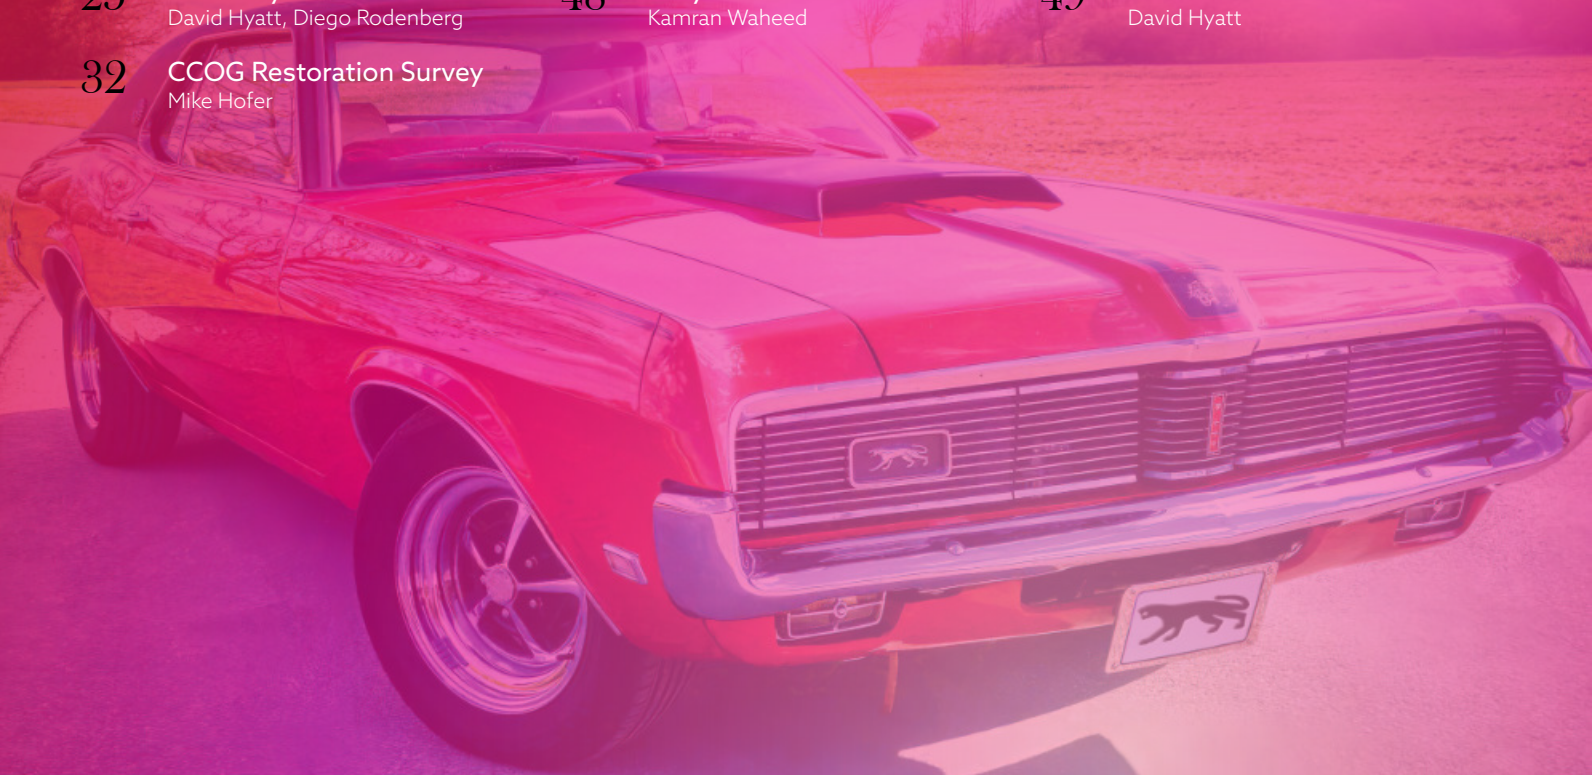 David Hyatt, Diego Rodenberg
Kamran Waheed
David Hyatt
32
CCOG Restoration Survey
Mike Hofer